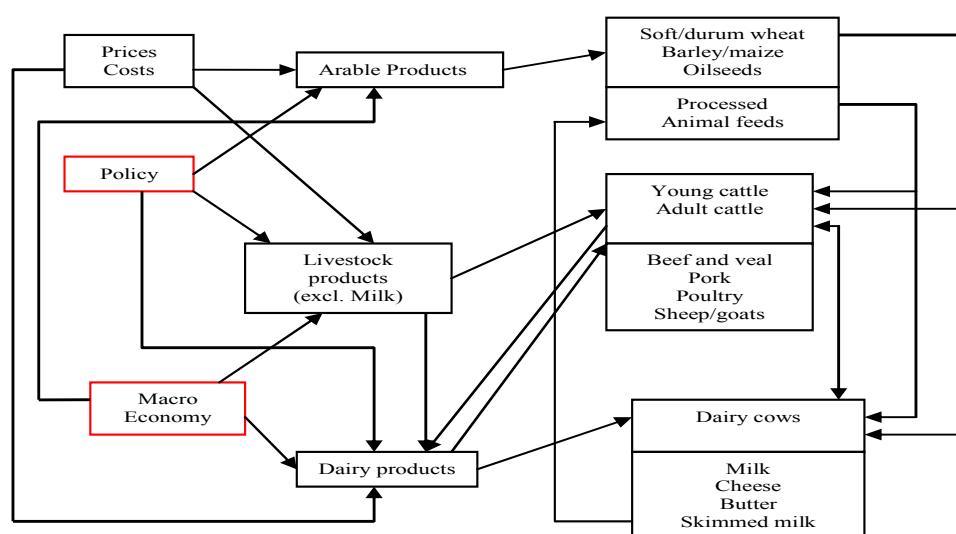 Prices
Costs
Arable Products
Soft/durum wheat
Barley/maize
Oilseeds
Processed
Animal feeds
Policy
Young cattle
Adult cattle
Livestock
products
(excl. Milk)
Beef and veal
Pork
Poultry
Sheep/goats
Macro
Economy
Dairy products
Dairy cows
Milk
Cheese
Butter
Skimmed milk